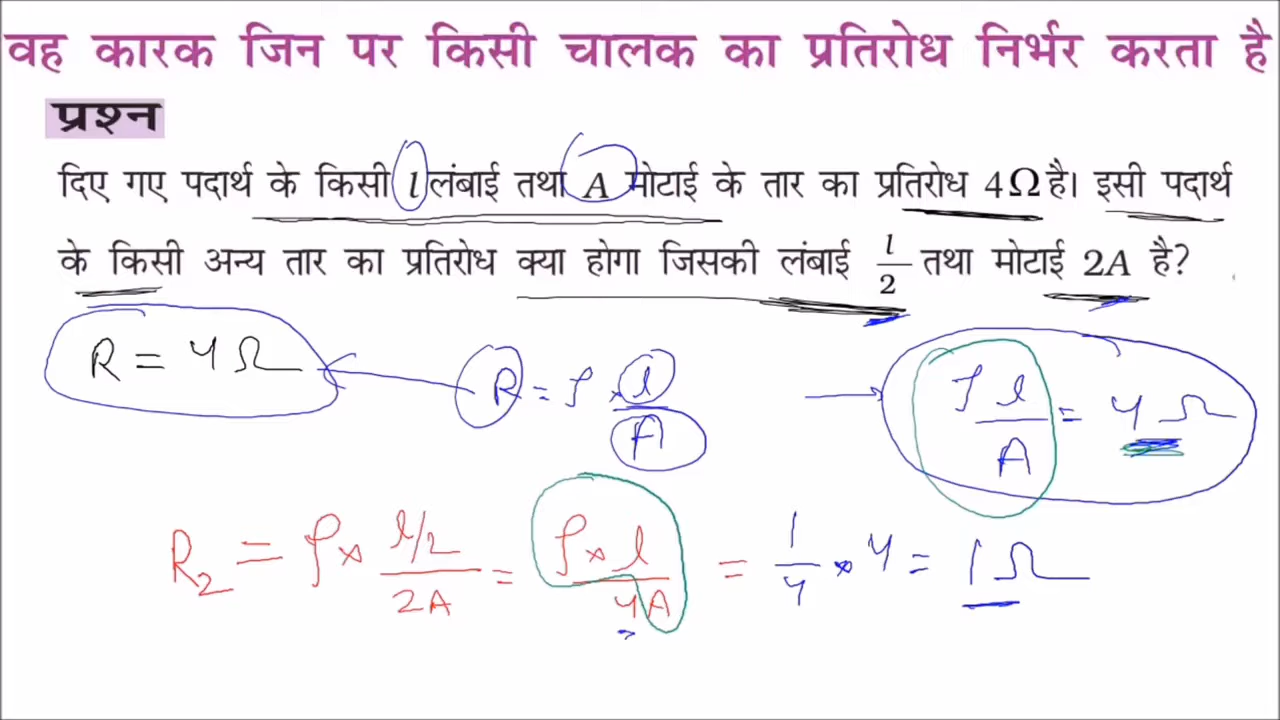 वह कारक जिन पर किसी चालक का प्रतिरोध निर्भर करता है
प्रश्न
दिए गए पदार्थ के किसी l लंबाई तथा A मोटाई के तार का प्रतिरोध 4Ω है। इसी पदार्थ
के किसी अन्य तार का प्रतिरोध क्या होगा जिसकी लंबाई l/2 तथा मोटाई 2A है?
R = 4Ω R = ρ × l/A ρ l/A = 4Ω
R₂ = ρ × (l/2)/2A = ρ × l/4A = 1/4 × 4 = 1Ω